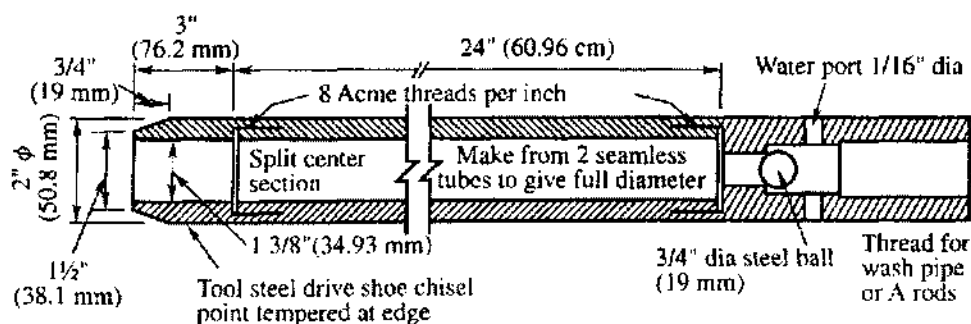 3"
(76.2 mm)
24" (60.96 cm)
Water port 1/16" dia
3/4"
(19 mm)
8 Acme threads per inch
2" ϕ
(50.8 mm)
Split center
section
Make from 2 seamless
tubes to give full diameter
1 3/8"(34.93 mm)
1½"
(38.1 mm)
Tool steel drive shoe chisel
point tempered at edge
3/4" dia steel ball
(19 mm)
Thread for
wash pipe
or A rods